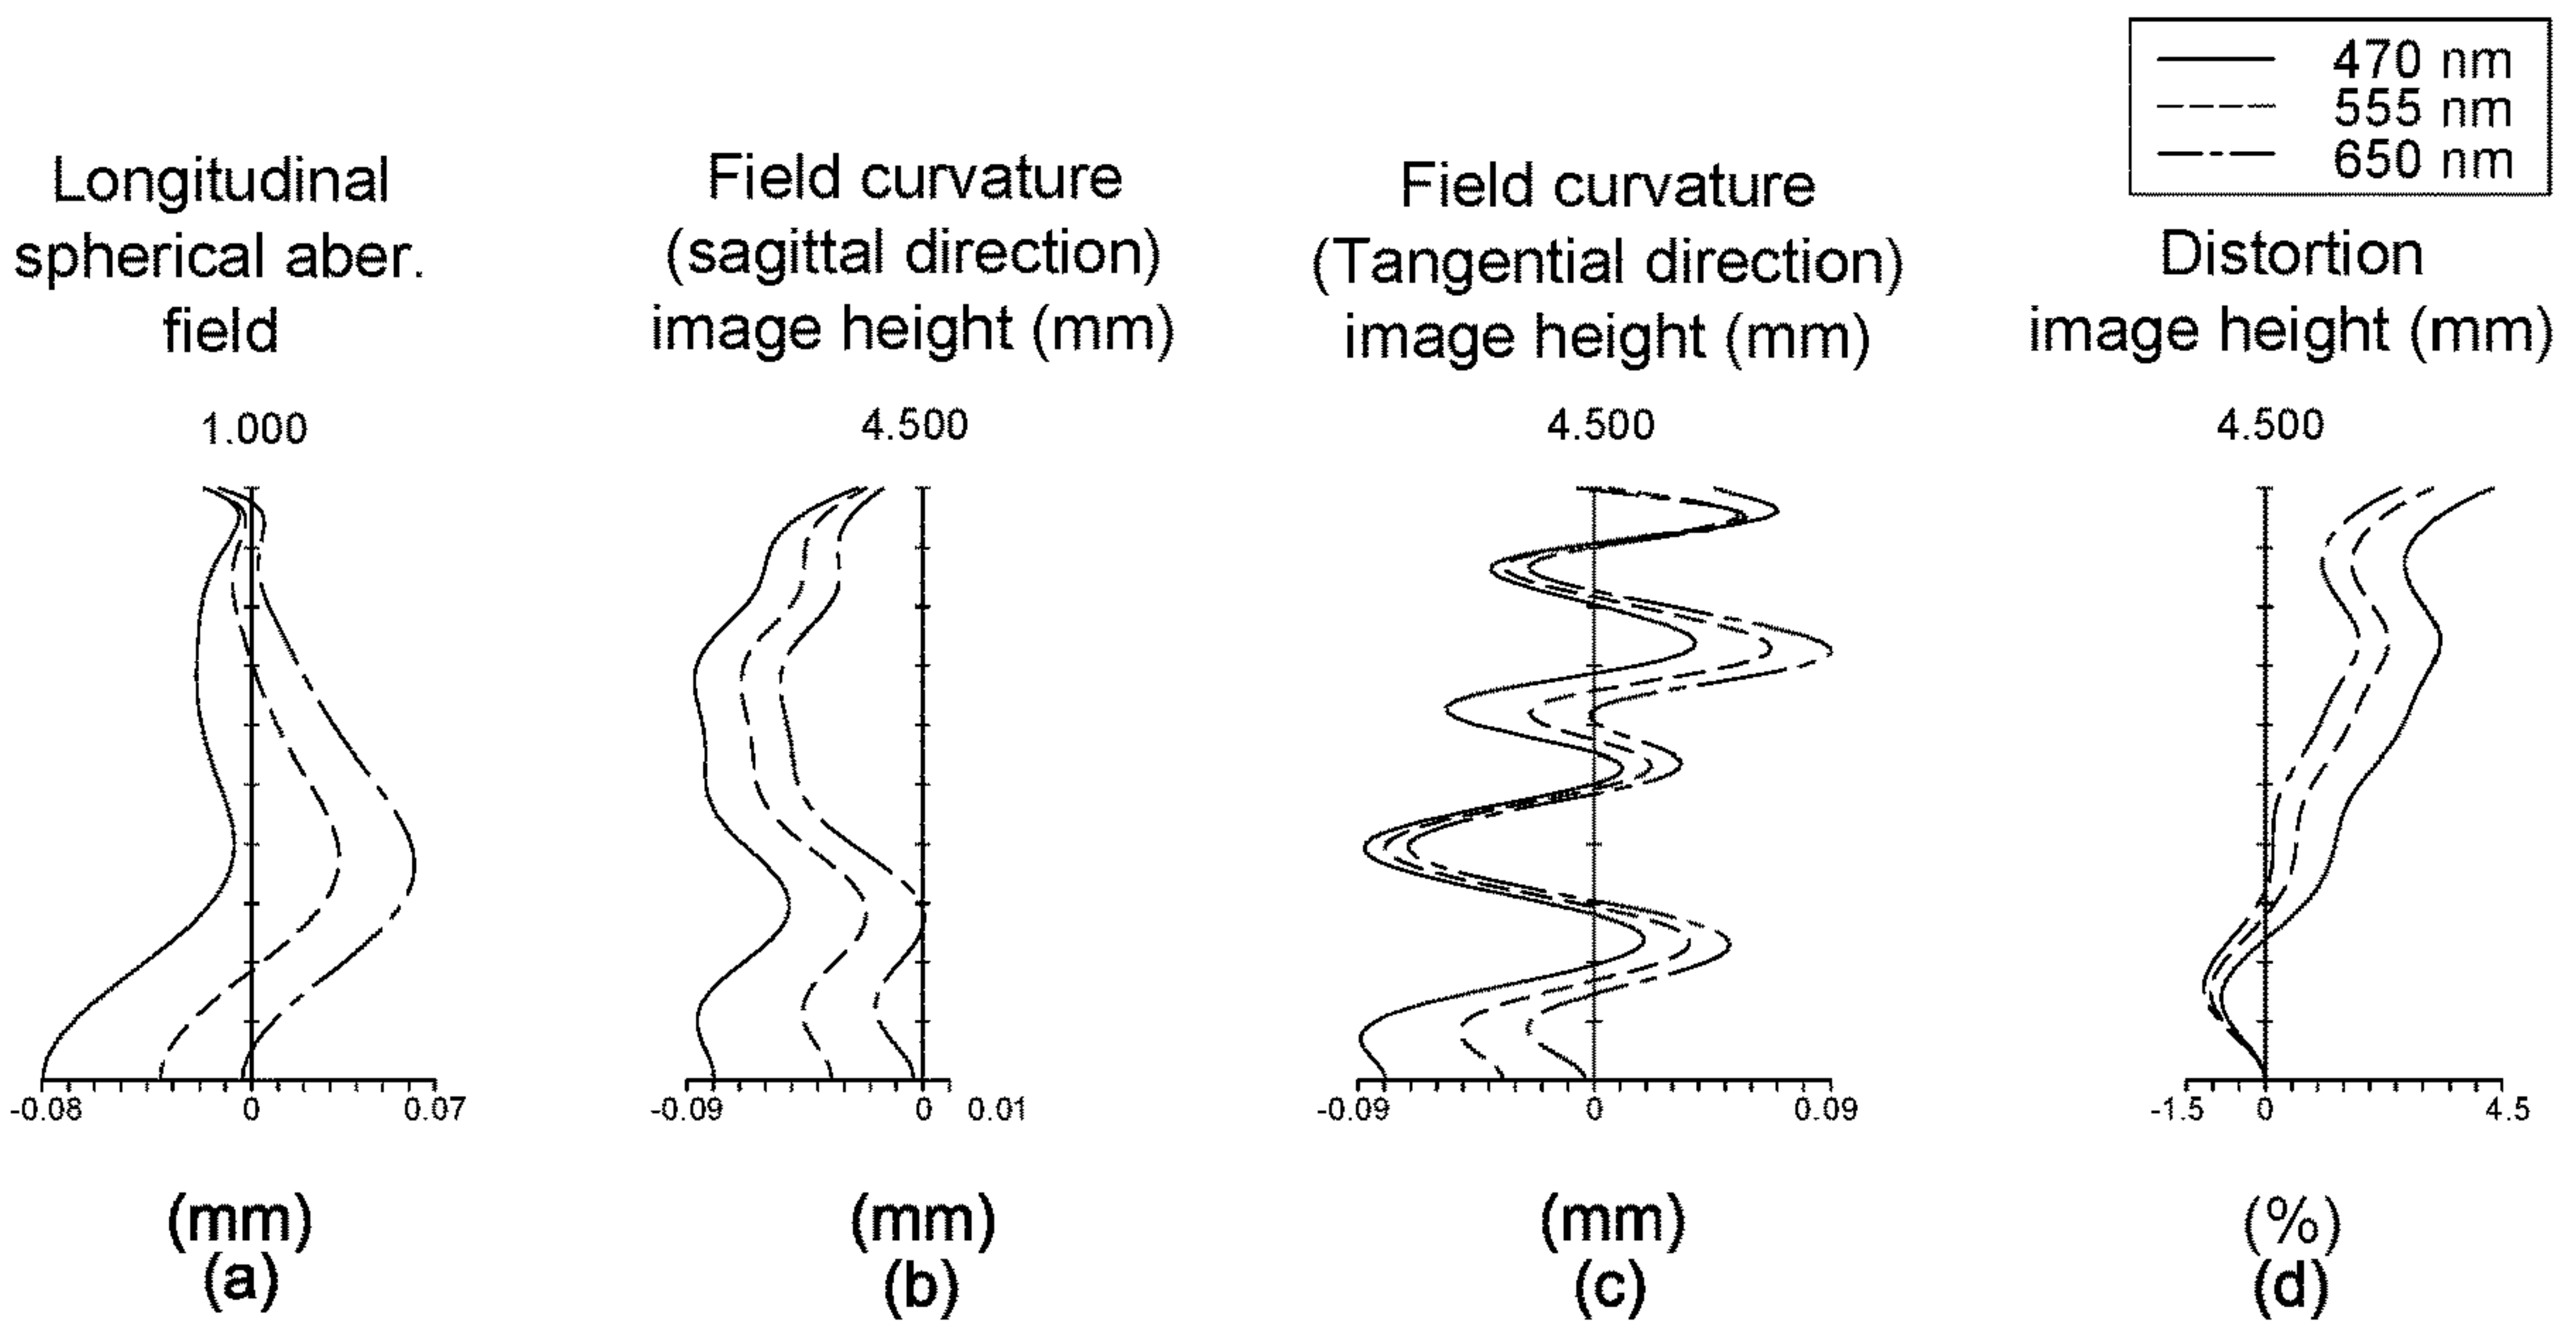 470 nm
555 nm
650 nm
Longitudinal
spherical aber.
field
1.000
-0.08 0 0.07
(mm)
(a)
Field curvature
(sagittal direction)
image height (mm)
4.500
-0.09 0 0.01
(mm)
(b)
Field curvature
(Tangential direction)
image height (mm)
4.500
-0.09 0 0.09
(mm)
(c)
Distortion
image height (mm)
4.500
-1.5 0 4.5
(%)
(d)